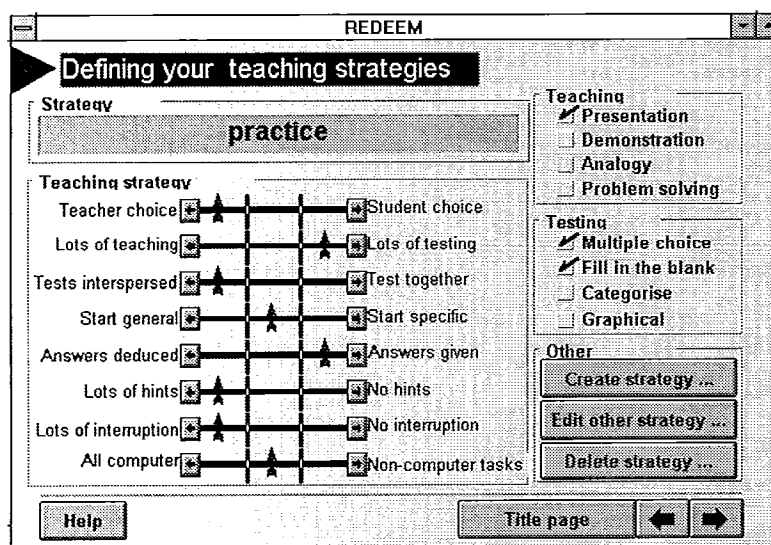 REDEEM
Defining your teaching strategies
Strategy
practice
Teaching strategy
Teacher choice Student choice
Lots of teaching Lots of testing
Tests interspersed Test together
Start general Start specific
Answers deduced Answers given
Lots of hints No hints
Lots of interruption No interruption
All computer Non-computer tasks
Teaching
Presentation
Demonstration
Analogy
Problem solving
Testing
Multiple choice
Fill in the blank
Categorise
Graphical
Other
Create strategy ...
Edit other strategy ...
Delete strategy ...
Help
Title page